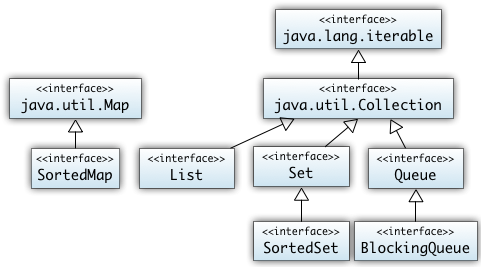 <<interface>>
java.lang.iterable
<<interface>>
java.util.Map
<<interface>>
java.util.Collection
<<interface>>
SortedMap
<<interface>>
List
<<interface>>
Set
<<interface>>
Queue
<<interface>>
SortedSet
<<interface>>
BlockingQueue